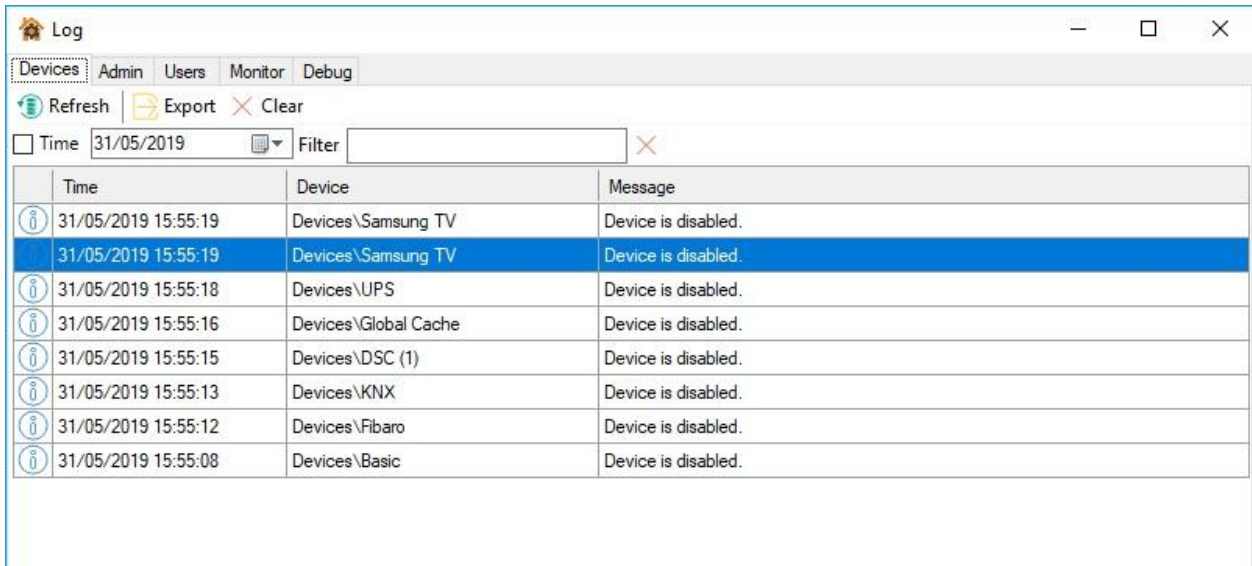 Log
Devices Admin Users Monitor Debug
Refresh Export Clear
Time 31/05/2019 Filter
Time Device Message
31/05/2019 15:55:19 Devices\Samsung TV Device is disabled.
31/05/2019 15:55:19 Devices\Samsung TV Device is disabled.
31/05/2019 15:55:18 Devices\UPS Device is disabled.
31/05/2019 15:55:16 Devices\Global Cache Device is disabled.
31/05/2019 15:55:15 Devices\DSC (1) Device is disabled.
31/05/2019 15:55:13 Devices\KNX Device is disabled.
31/05/2019 15:55:12 Devices\Fibaro Device is disabled.
31/05/2019 15:55:08 Devices\Basic Device is disabled.